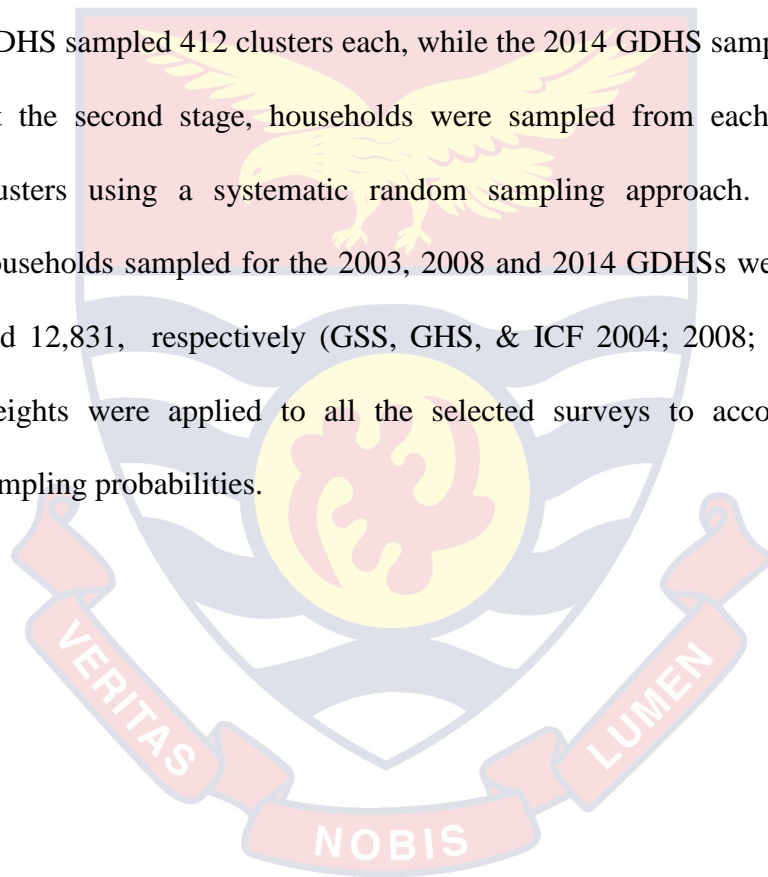 DHS sampled 412 clusters each, while the 2014 GDHS samp
t the second stage, households were sampled from each
usters using a systematic random sampling approach.
ouseholds sampled for the 2003, 2008 and 2014 GDHSs we
d 12,831, respectively (GSS, GHS, & ICF 2004; 2008;
eights were applied to all the selected surveys to acco
mpling probabilities.
VERITAS
NOBIS
LUMEN